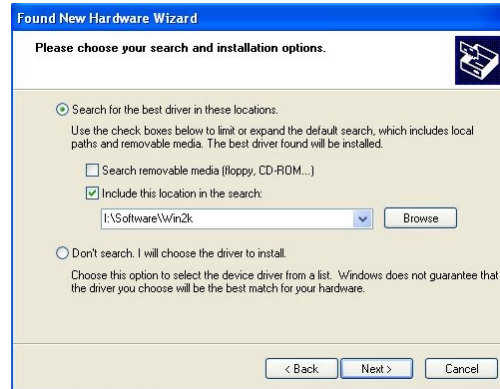 Found New Hardware Wizard
Please choose your search and installation options.
Search for the best driver in these locations.
Use the check boxes below to limit or expand the default search, which includes local
paths and removable media. The best driver found will be installed.
Search removable media (floppy, CD-ROM...)
Include this location in the search:
I:\Software\Win2k
Browse
Don't search. I will choose the driver to install.
Choose this option to select the device driver from a list. Windows does not guarantee that
the driver you choose will be the best match for your hardware.
< Back Next > Cancel